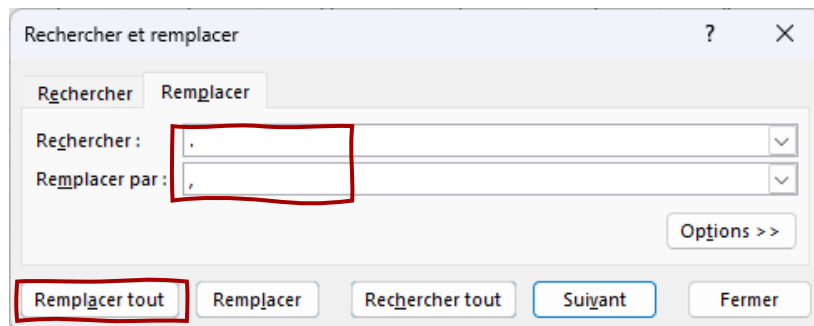 Rechercher et remplacer ?
Rechercher Remplacer
Rechercher : .
Remplacer par : ,
Options >>
Remplacer tout Remplacer Rechercher tout Suivant Fermer